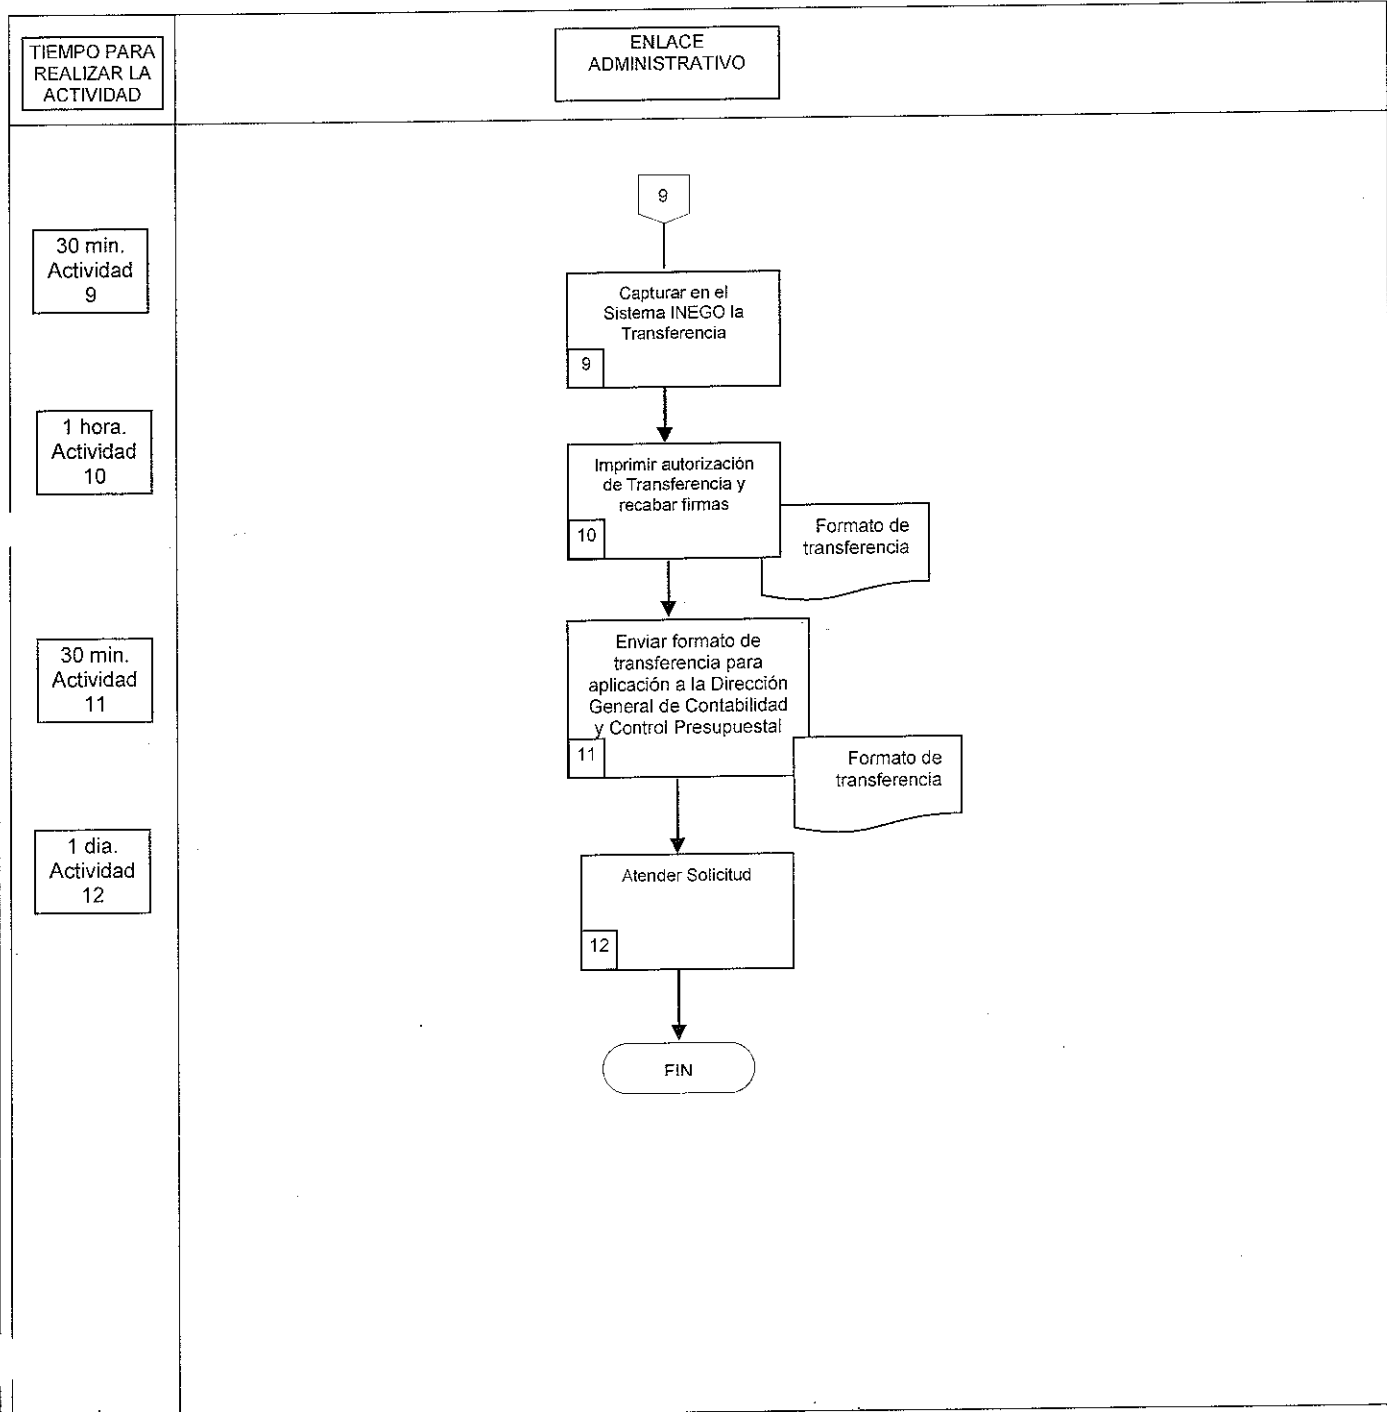 TIEMPO PARA
REALIZAR LA
ACTIVIDAD
ENLACE
ADMINISTRATIVO
9
30 min.
Actividad
9
Capturar en el
Sistema INEGO la
Transferencia
9
1 hora.
Actividad
10
Imprimir autorización
de Transferencia y
recabar firmas
10
Formato de
transferencia
30 min.
Actividad
11
Enviar formato de
transferencia para
aplicación a la Dirección
General de Contabilidad
y Control Presupuestal
11
Formato de
transferencia
1 dia.
Actividad
12
Atender Solicitud
12
FIN